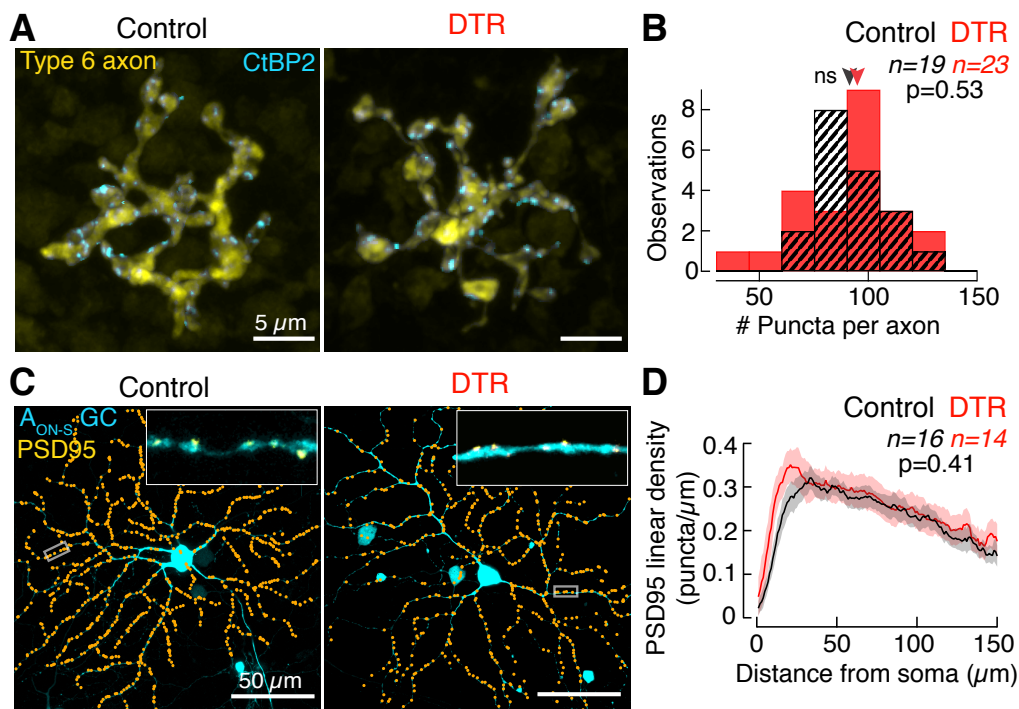 A
Control
DTR
Type 6 axon
CtBP2
5 µm
B
Control DTR
n=19 n=23
p=0.53
ns
Observations
8
6
4
2
0
50
100
150
# Puncta per axon
C
Control
DTR
AON-S GC
PSD95
50 µm
D
Control DTR
n=16 n=14
p=0.41
PSD95 linear density
(puncta/µm)
0.4
0.3
0.2
0.1
0
0
50
100
150
Distance from soma (µm)